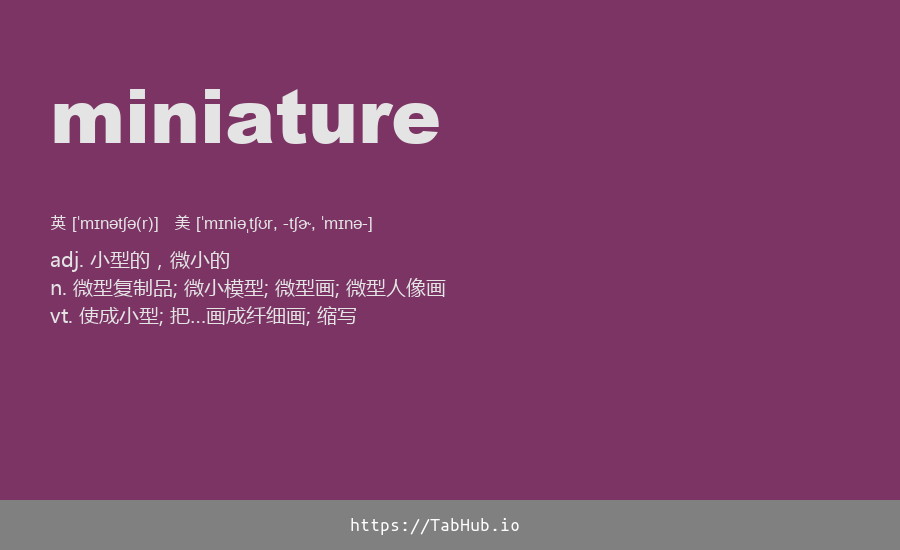 miniature
英 [ˈmɪnətʃə(r)] 美 [ˈmɪniəˌtʃʊr, -tʃɚ, ˈmɪnə-]
adj. 小型的，微小的
n. 微型复制品; 微小模型; 微型画; 微型人像画
vt. 使成小型; 把...画成纤细画; 缩写
https://TabHub.io